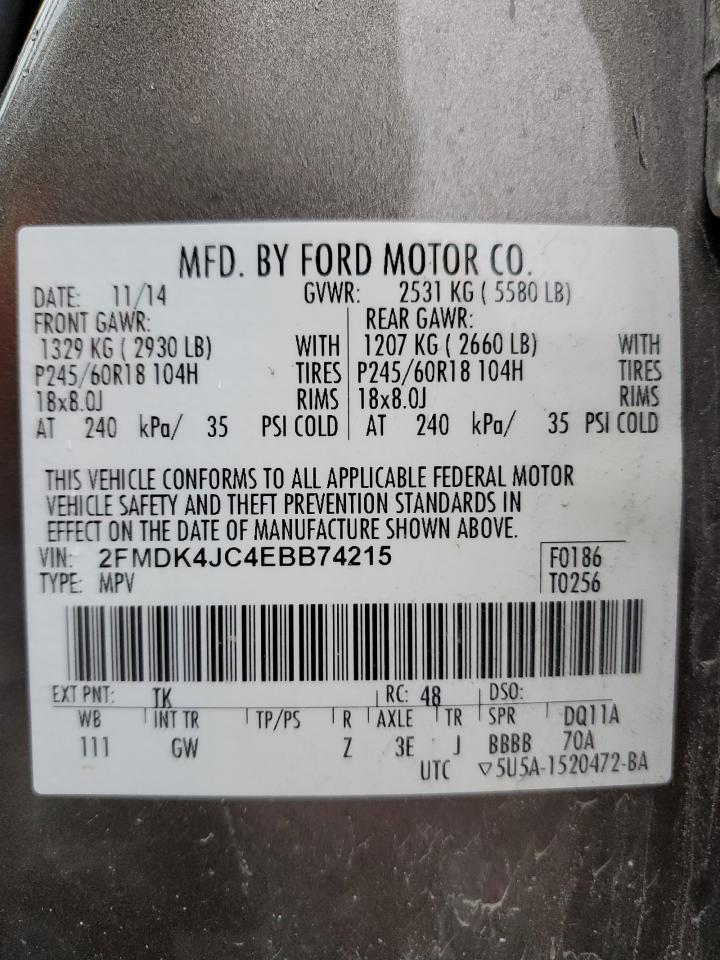 MFD. BY FORD MOTOR CO.
DATE: 11/14 GVWR: 2531 KG ( 5580 LB)
FRONT GAWR: REAR GAWR:
1329 KG ( 2930 LB) WITH 1207 KG ( 2660 LB) WITH
P245/60R18 104H TIRES P245/60R18 104H TIRES
18x8.0J RIMS 18x8.0J RIMS
AT 240 kPa/ 35 PSI COLD AT 240 kPa/ 35 PSI COLD
THIS VEHICLE CONFORMS TO ALL APPLICABLE FEDERAL MOTOR
VEHICLE SAFETY AND THEFT PREVENTION STANDARDS IN
EFFECT ON THE DATE OF MANUFACTURE SHOWN ABOVE.
VIN: 2FMDK4JC4EBB74215 F0186
TYPE: MPV T0256
EXT PNT: TK RC: 48 DSO:
WB INT TR TP/PS R AXLE TR SPR DQ11A
111 GW Z 3E J BBBB 70A
UTC ▽5U5A-1520472-BA